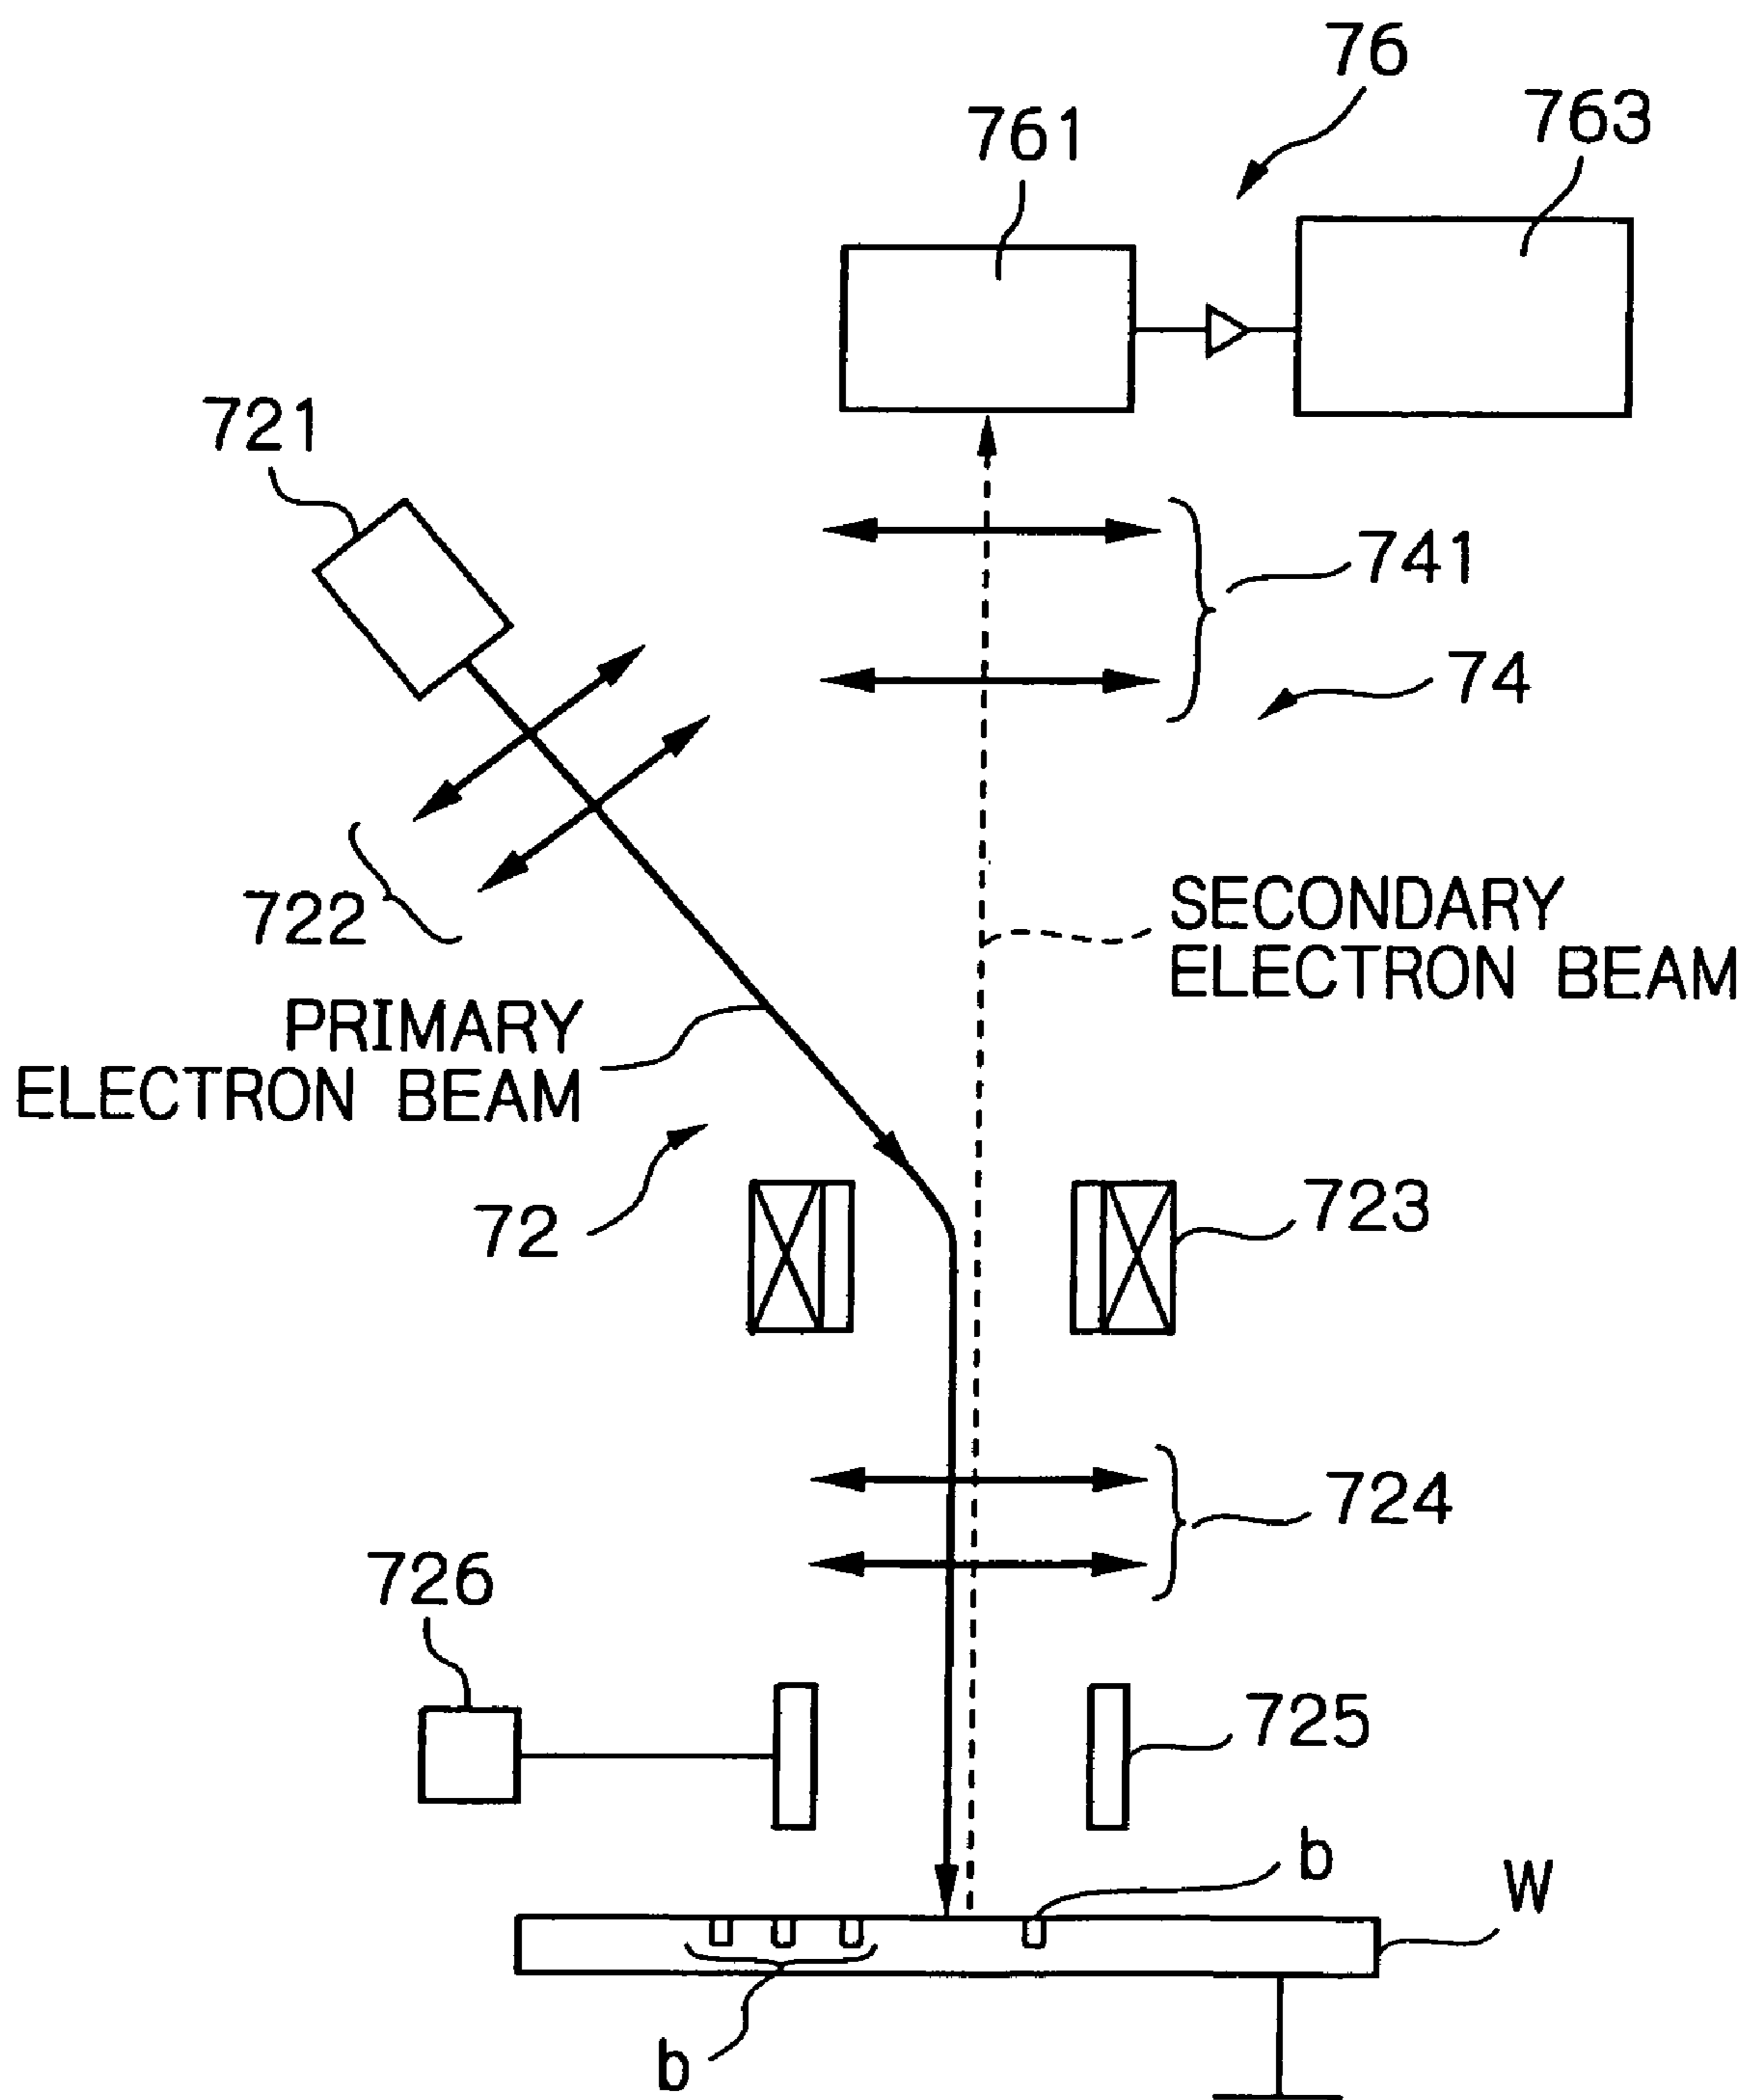 76
763
761
721
741
74
722
SECONDARY
ELECTRON BEAM
PRIMARY
ELECTRON BEAM
72
723
724
726
725
b
W
b